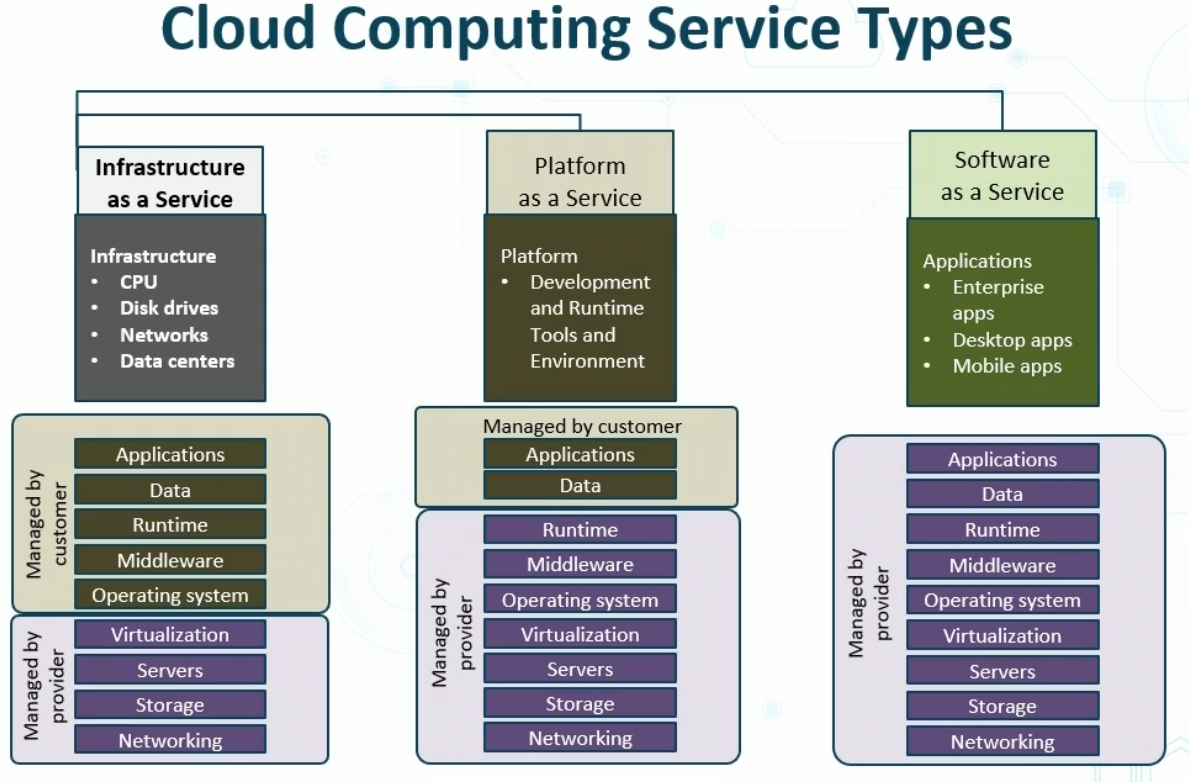 Cloud Computing Service Types
Infrastructure
as a Service
Infrastructure
• CPU
• Disk drives
• Networks
• Data centers
Managed by
customer
Applications
Data
Runtime
Middleware
Operating system
Managed by
provider
Virtualization
Servers
Storage
Networking
Platform
as a Service
Platform
• Development
and Runtime
Tools and
Environment
Managed by customer
Applications
Data
Managed by
provider
Runtime
Middleware
Operating system
Virtualization
Servers
Storage
Networking
Software
as a Service
Applications
• Enterprise
apps
• Desktop apps
• Mobile apps
Managed by
provider
Applications
Data
Runtime
Middleware
Operating system
Virtualization
Servers
Storage
Networking